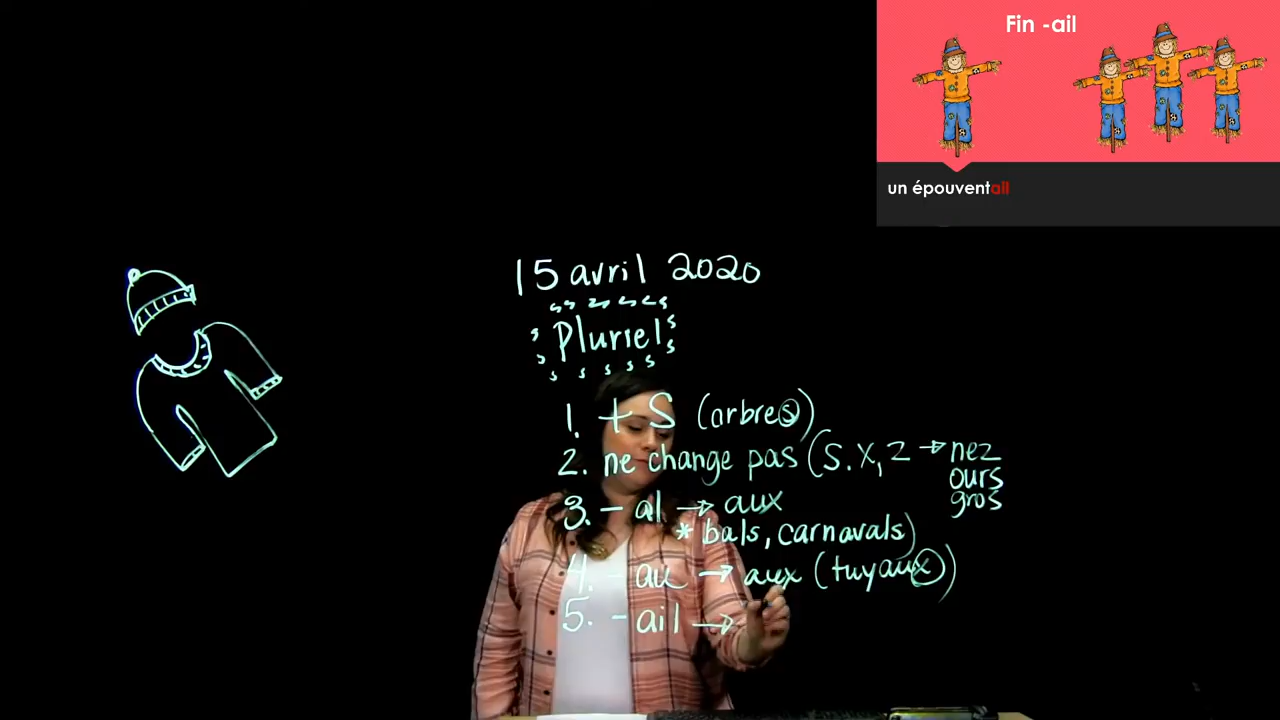 Fin -ail
un épouventail
15 avril 2020
Pluriel
1. + S (arbres)
2. ne change pas (S. X, Z → nez
ours
gros
3. - al → aux
* bals, carnavals)
4. - au → aux (tuyaux)
5. - ail →